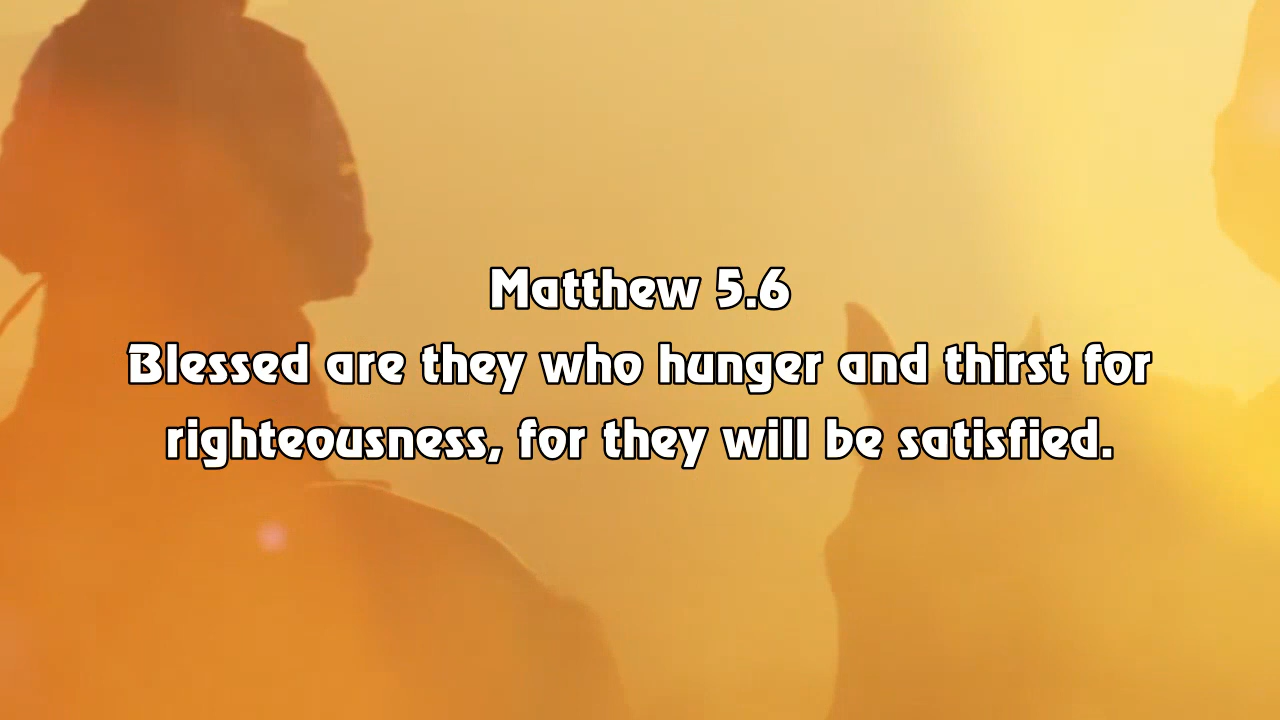 Matthew 5.6
Blessed are they who hunger and thirst for
righteousness, for they will be satisfied.